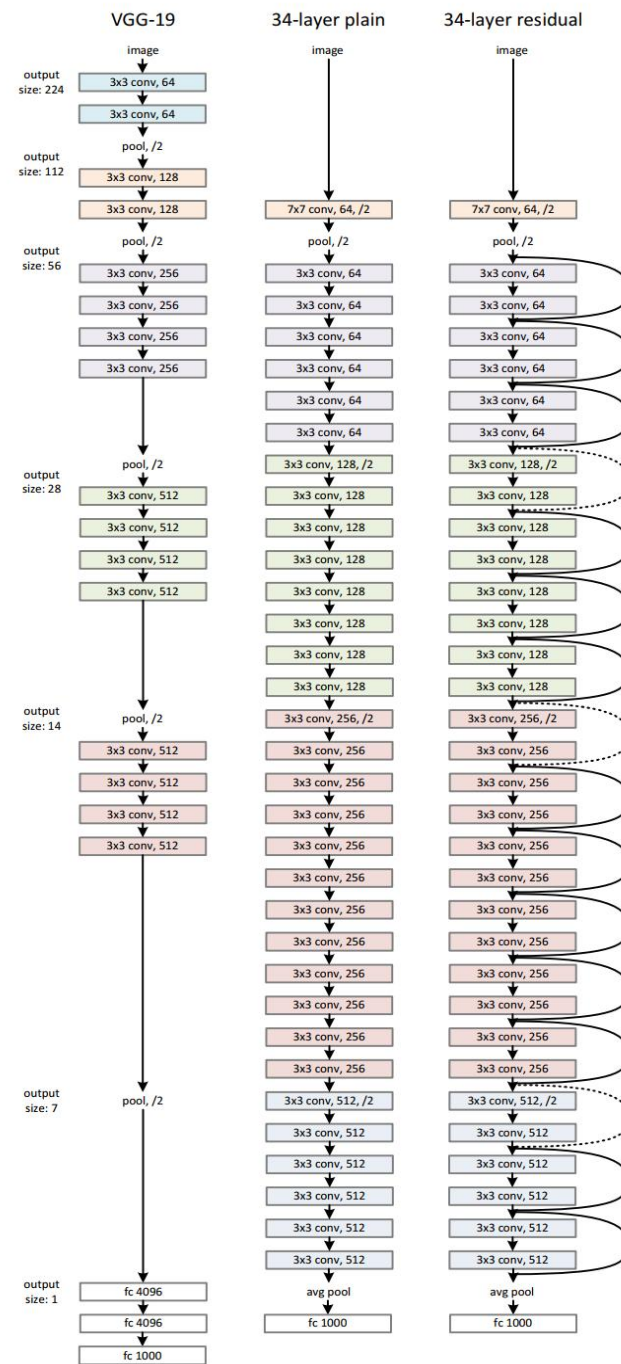 VGG-19
image
output
size: 224
3x3 conv, 64
3x3 conv, 64
pool, /2
output
size: 112
3x3 conv, 128
3x3 conv, 128
pool, /2
output
size: 56
3x3 conv, 256
3x3 conv, 256
3x3 conv, 256
3x3 conv, 256
pool, /2
output
size: 28
3x3 conv, 512
3x3 conv, 512
3x3 conv, 512
3x3 conv, 512
pool, /2
output
size: 14
3x3 conv, 512
3x3 conv, 512
3x3 conv, 512
3x3 conv, 512
output
size: 7
pool, /2
output
size: 1
fc 4096
fc 4096
fc 1000
34-layer plain
image
7x7 conv, 64, /2
pool, /2
3x3 conv, 64
3x3 conv, 64
3x3 conv, 64
3x3 conv, 64
3x3 conv, 64
3x3 conv, 64
3x3 conv, 128, /2
3x3 conv, 128
3x3 conv, 128
3x3 conv, 128
3x3 conv, 128
3x3 conv, 128
3x3 conv, 128
3x3 conv, 128
3x3 conv, 256, /2
3x3 conv, 256
3x3 conv, 256
3x3 conv, 256
3x3 conv, 256
3x3 conv, 256
3x3 conv, 256
3x3 conv, 256
3x3 conv, 256
3x3 conv, 256
3x3 conv, 256
3x3 conv, 256
3x3 conv, 512, /2
3x3 conv, 512
3x3 conv, 512
3x3 conv, 512
3x3 conv, 512
3x3 conv, 512
avg pool
fc 1000
34-layer residual
image
7x7 conv, 64, /2
pool, /2
3x3 conv, 64
3x3 conv, 64
3x3 conv, 64
3x3 conv, 64
3x3 conv, 64
3x3 conv, 64
3x3 conv, 128, /2
3x3 conv, 128
3x3 conv, 128
3x3 conv, 128
3x3 conv, 128
3x3 conv, 128
3x3 conv, 128
3x3 conv, 128
3x3 conv, 256, /2
3x3 conv, 256
3x3 conv, 256
3x3 conv, 256
3x3 conv, 256
3x3 conv, 256
3x3 conv, 256
3x3 conv, 256
3x3 conv, 256
3x3 conv, 256
3x3 conv, 256
3x3 conv, 256
3x3 conv, 512, /2
3x3 conv, 512
3x3 conv, 512
3x3 conv, 512
3x3 conv, 512
3x3 conv, 512
avg pool
fc 1000